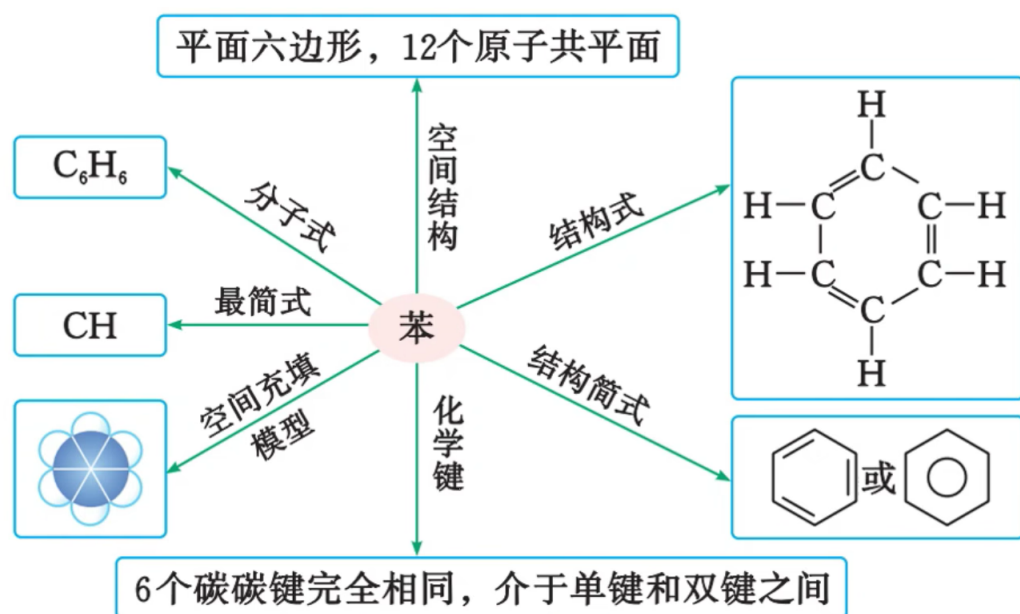 平面六边形，12个原子共平面
空间结构
C₆H₆
分子式
结构式
H
C
H—C C—H
H—C C—H
C
H
最简式
CH
苯
空间充填
模型
化学键
结构简式
或
6个碳碳键完全相同，介于单键和双键之间